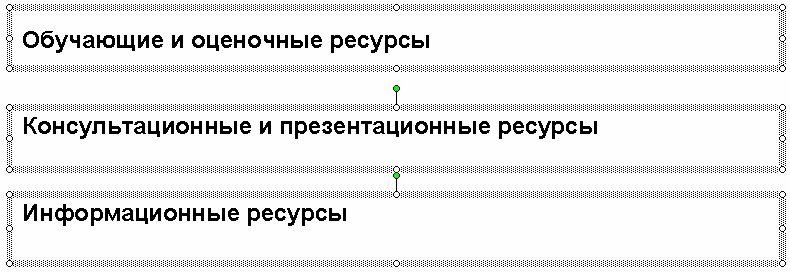 Обучающие и оценочные ресурсы
Консультационные и презентационные ресурсы
Информационные ресурсы